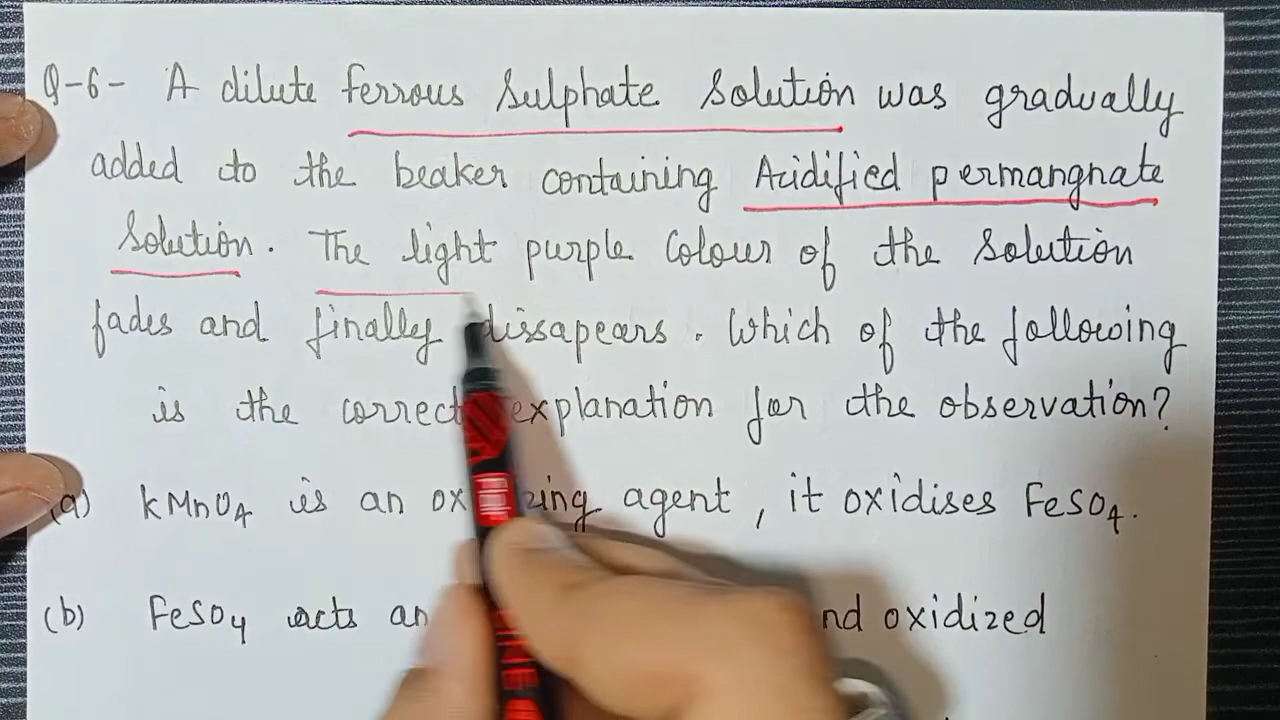 Q-6- A dilute ferrous Sulphate Solution was gradually
added to the beaker containing Acidified permangnate
Solution. The light purple colour of the solution
fades and finally dissapears. Which of the following
is the correct explanation for the observation?
(a) KMnO4 is an ox zing agent, it oxidises FeSO4.
(b) FeSO4 acts an nd oxidized